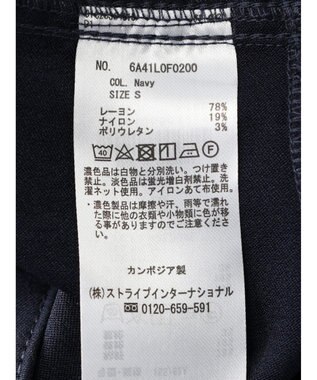 NO. 6A41L0F0200
COL. Navy
SIZE S
レーヨン 78%
ナイロン 19%
ポリウレタン 3%
40
F
濃色品は白物と分別洗い。つけ置き
禁止。淡色品は蛍光増白剤禁止。洗
濯ネット使用。アイロンあて布使用。
・濃色製品は摩擦や汗、雨等で濡れ
た際に他の衣類や小物類に色が移
る事がありますのでご注意下さい。
カンボジア製
(株)ストライプインターナショナル
0120-659-591